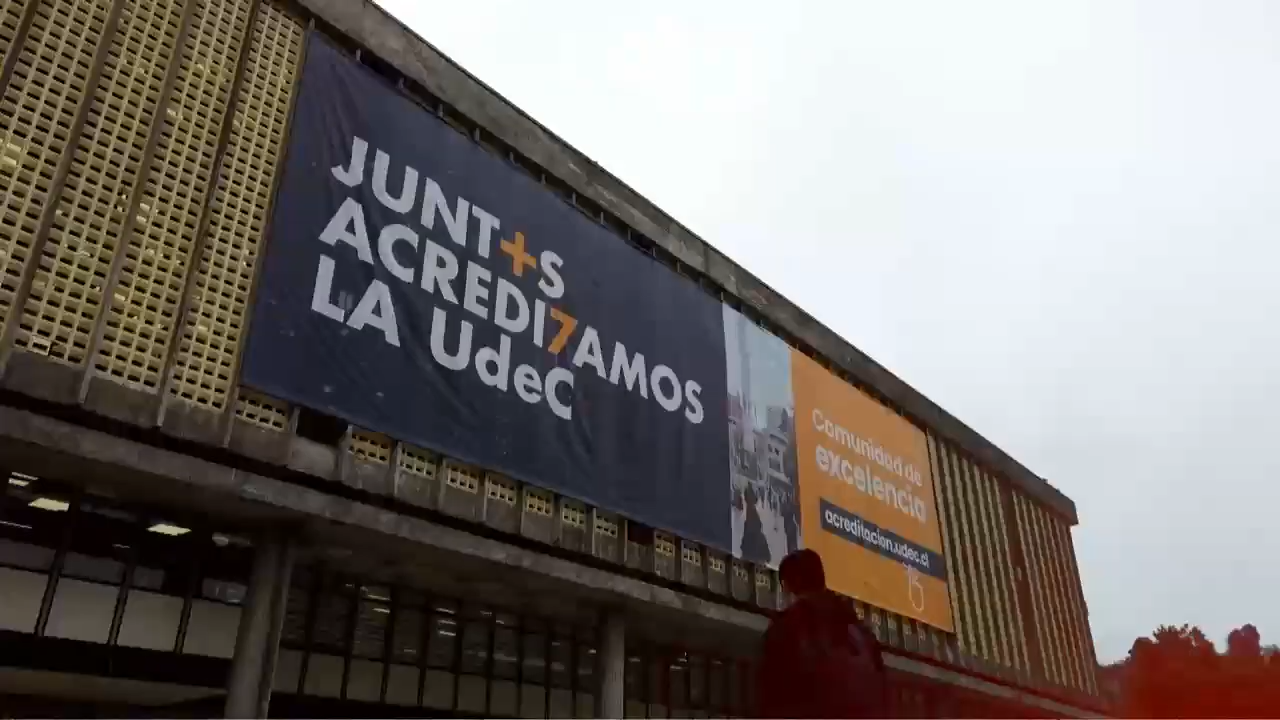 JUNT+S
ACREDI7AMOS
LA UdeC
Comunidad de
excelencia
acreditacion.udec.cl